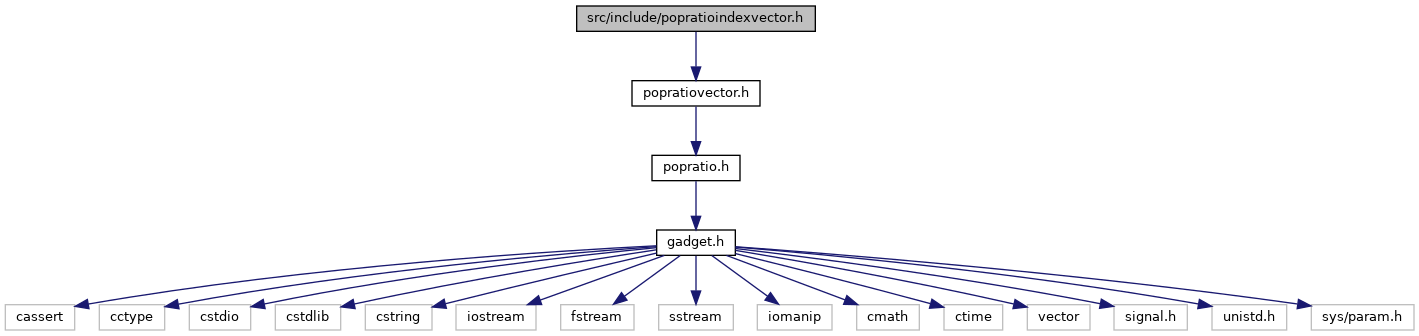 src/include/popratioindexvector.h
popratiovector.h
popratio.h
gadget.h
cassert
cctype
cstdio
cstdlib
cstring
iostream
fstream
sstream
iomanip
cmath
ctime
vector
signal.h
unistd.h
sys/param.h